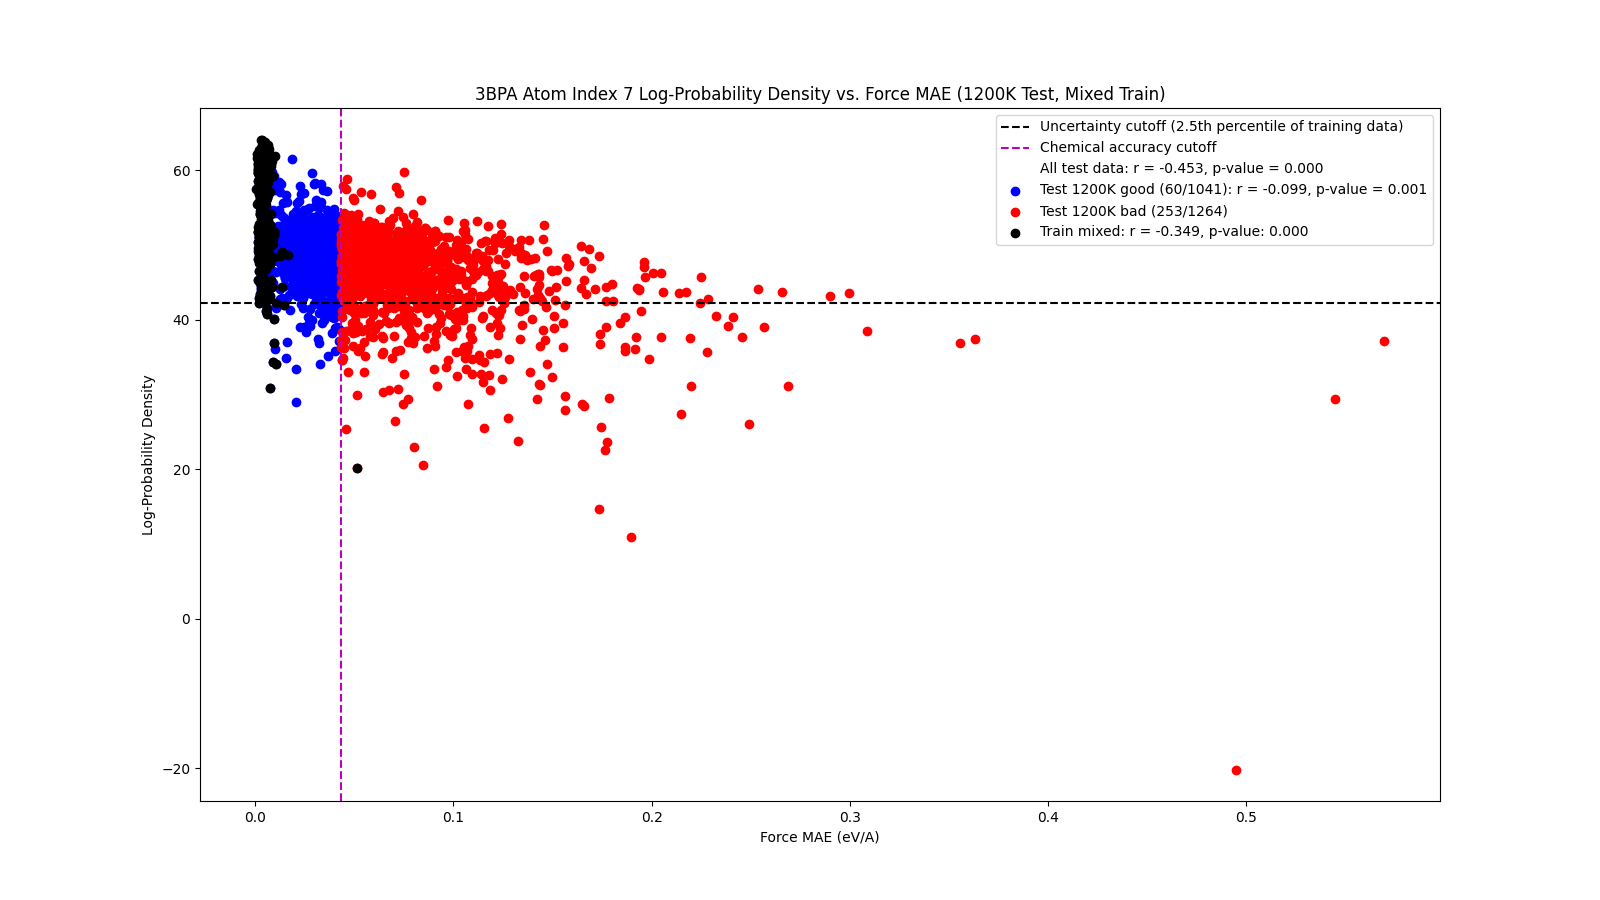 3BPA Atom Index 7 Log-Probability Density vs. Force MAE (1200K Test, Mixed Train)
Uncertainty cutoff (2.5th percentile of training data)
Chemical accuracy cutoff
All test data: r = -0.453, p-value = 0.000
Test 1200K good (60/1041): r = -0.099, p-value = 0.001
Test 1200K bad (253/1264)
Train mixed: r = -0.349, p-value: 0.000
Log-Probability Density
60
40
20
0
−20
0.0 0.1 0.2 0.3 0.4 0.5
Force MAE (eV/A)